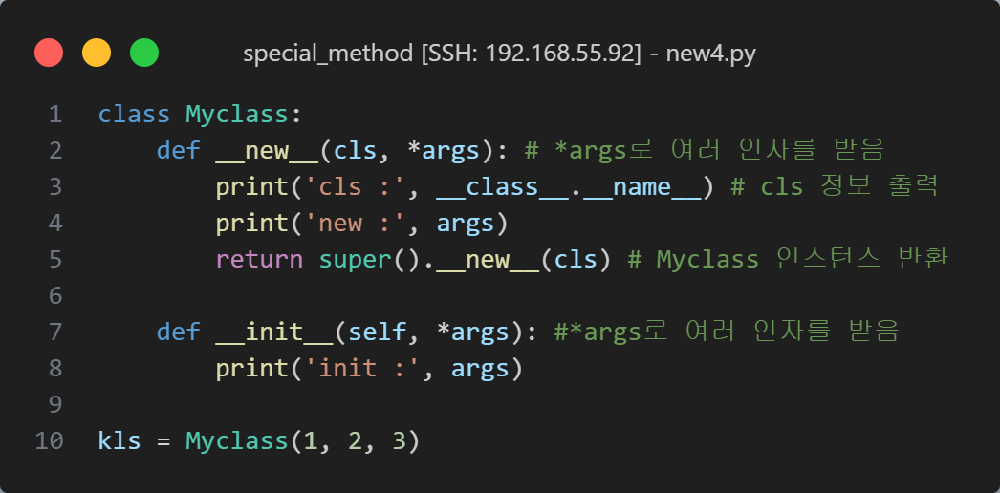 special_method [SSH: 192.168.55.92] - new4.py
1 class Myclass:
2     def __new__(cls, *args): # *args로 여러 인자를 받음
3         print('cls :', __class__.__name__) # cls 정보 출력
4         print('new :', args)
5         return super().__new__(cls) # Myclass 인스턴스 반환
6
7     def __init__(self, *args): #*args로 여러 인자를 받음
8         print('init :', args)
9
10 kls = Myclass(1, 2, 3)